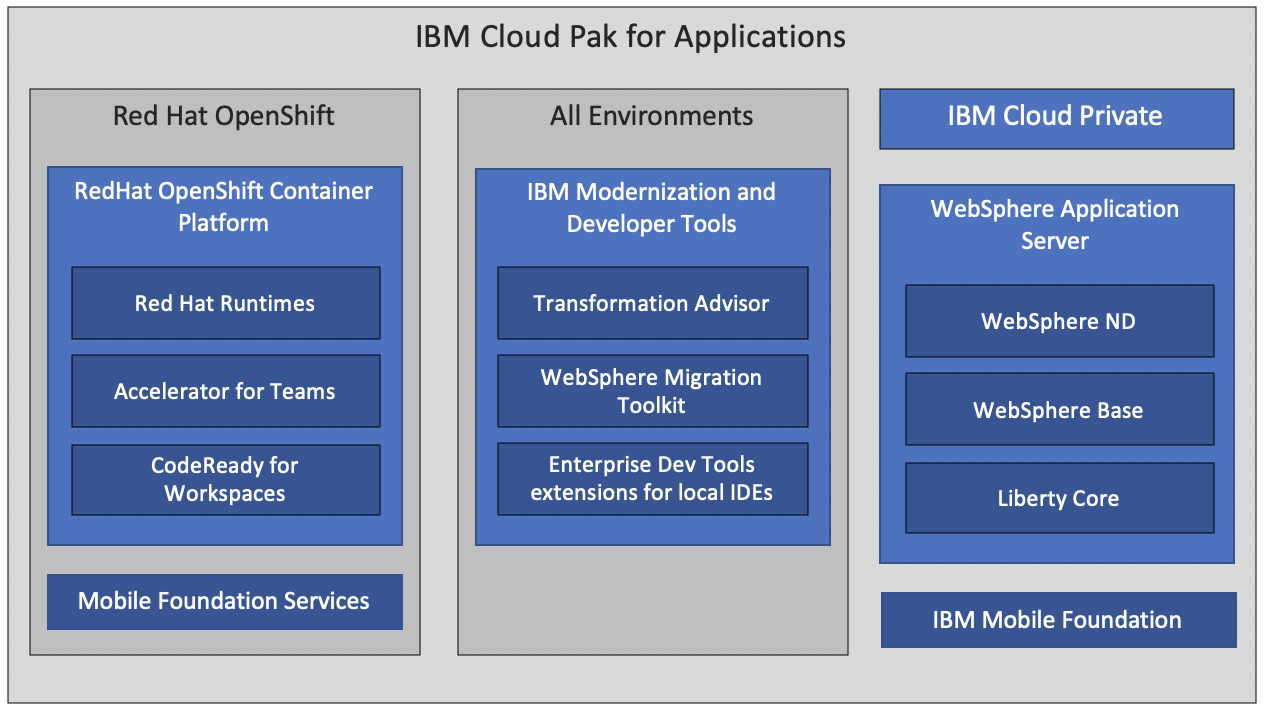 IBM Cloud Pak for Applications
Red Hat OpenShift
RedHat OpenShift Container
Platform
Red Hat Runtimes
Accelerator for Teams
CodeReady for
Workspaces
Mobile Foundation Services
All Environments
IBM Modernization and
Developer Tools
Transformation Advisor
WebSphere Migration
Toolkit
Enterprise Dev Tools
extensions for local IDEs
IBM Cloud Private
WebSphere Application
Server
WebSphere ND
WebSphere Base
Liberty Core
IBM Mobile Foundation